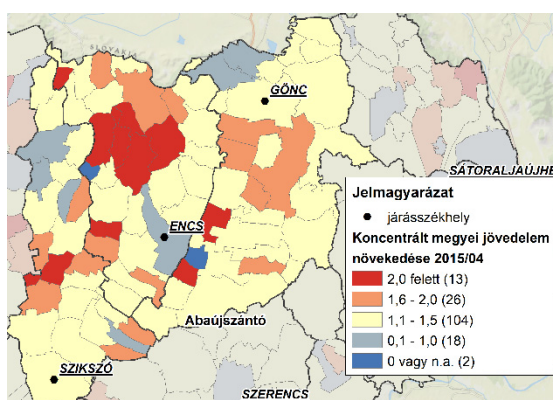 SLOVAKIA
GÖNC
SÁTORALJAÚJHE
ENCS
Abaújszántó
SZIKSZÓ
SZERENCS
Jelmagyarázat
járásszékhely
Koncentrált megyei jövedelem
növekedése 2015/04
2,0 felett (13)
1,6 - 2,0 (26)
1,1 - 1,5 (104)
0,1 - 1,0 (18)
0 vagy n.a. (2)